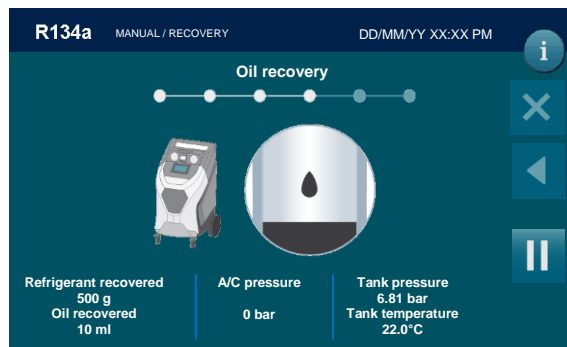 R134a MANUAL / RECOVERY DD/MM/YY XX:XX PM
i
Oil recovery
Refrigerant recovered
500 g
Oil recovered
10 ml
A/C pressure
0 bar
Tank pressure
6.81 bar
Tank temperature
22.0°C